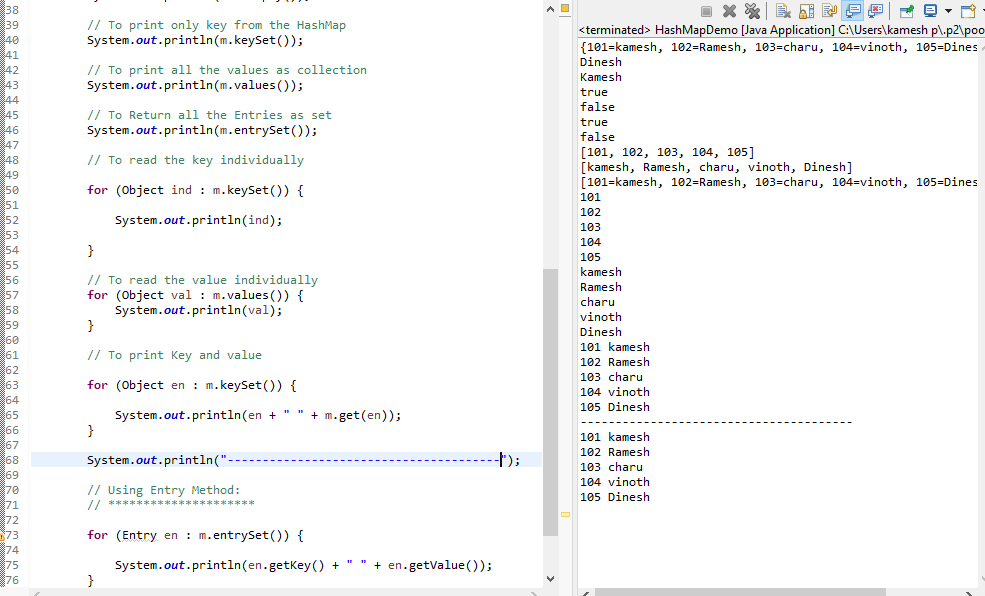 38
39 // To print only key from the HashMap
40 System.out.println(m.keySet());
41
42 // To print all the values as collection
43 System.out.println(m.values());
44
45 // To Return all the Entries as set
46 System.out.println(m.entrySet());
47
48 // To read the key individually
49
50 for (Object ind : m.keySet()) {
51
52 System.out.println(ind);
53
54 }
55
56 // To read the value individually
57 for (Object val : m.values()) {
58 System.out.println(val);
59 }
60
61 // To print Key and value
62
63 for (Object en : m.keySet()) {
64
65 System.out.println(en + " " + m.get(en));
66 }
67
68 System.out.println("---------------------------------------");
69
70 // Using Entry Method:
71 // *********************
72
73 for (Entry en : m.entrySet()) {
74
75 System.out.println(en.getKey() + " " + en.getValue());
76 }
<terminated> HashMapDemo [Java Application] C:\Users\kamesh p\.p2\poo
{101=kamesh, 102=Ramesh, 103=charu, 104=vinoth, 105=Dines
Dinesh
Kamesh
true
false
true
false
[101, 102, 103, 104, 105]
[kamesh, Ramesh, charu, vinoth, Dinesh]
[101=kamesh, 102=Ramesh, 103=charu, 104=vinoth, 105=Dines
101
102
103
104
105
kamesh
Ramesh
charu
vinoth
Dinesh
101 kamesh
102 Ramesh
103 charu
104 vinoth
105 Dinesh
---------------------------------------
101 kamesh
102 Ramesh
103 charu
104 vinoth
105 Dinesh